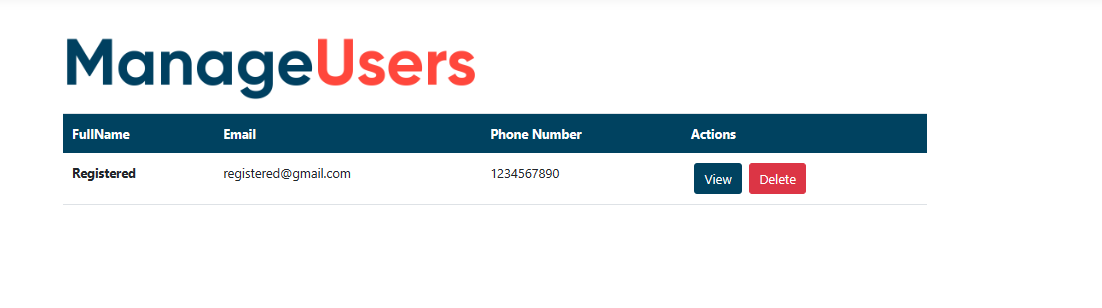 ManageUsers
FullName Email Phone Number Actions
Registered registered@gmail.com 1234567890 View Delete